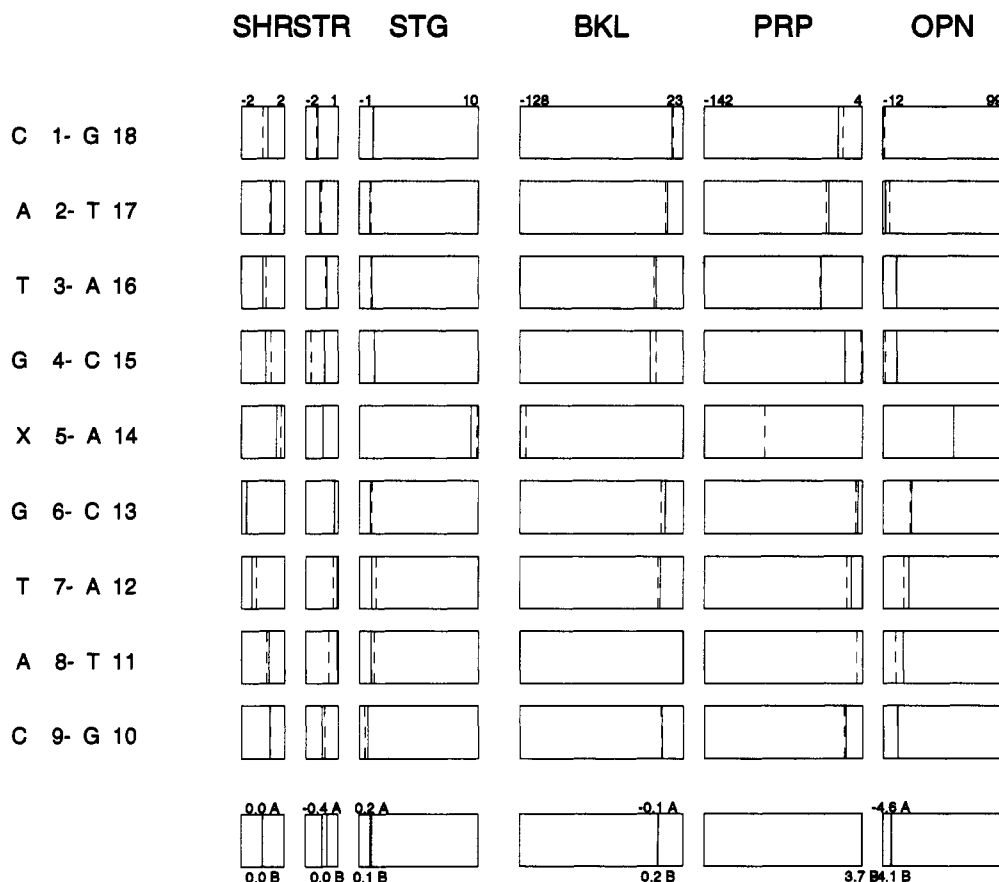 SHR STR STG BKL PRP OPN
-2 2 -2 1 -1 10 -128 23 -142 4 -12 99
C 1- G 18
A 2- T 17
T 3- A 16
G 4- C 15
X 5- A 14
G 6- C 13
T 7- A 12
A 8- T 11
C 9- G 10
0.0 A -0.4 A 0.2 A -0.1 A -4.6 A
0.0 B 0.0 B 0.1 B 0.2 B 3.7 B -4.1 B